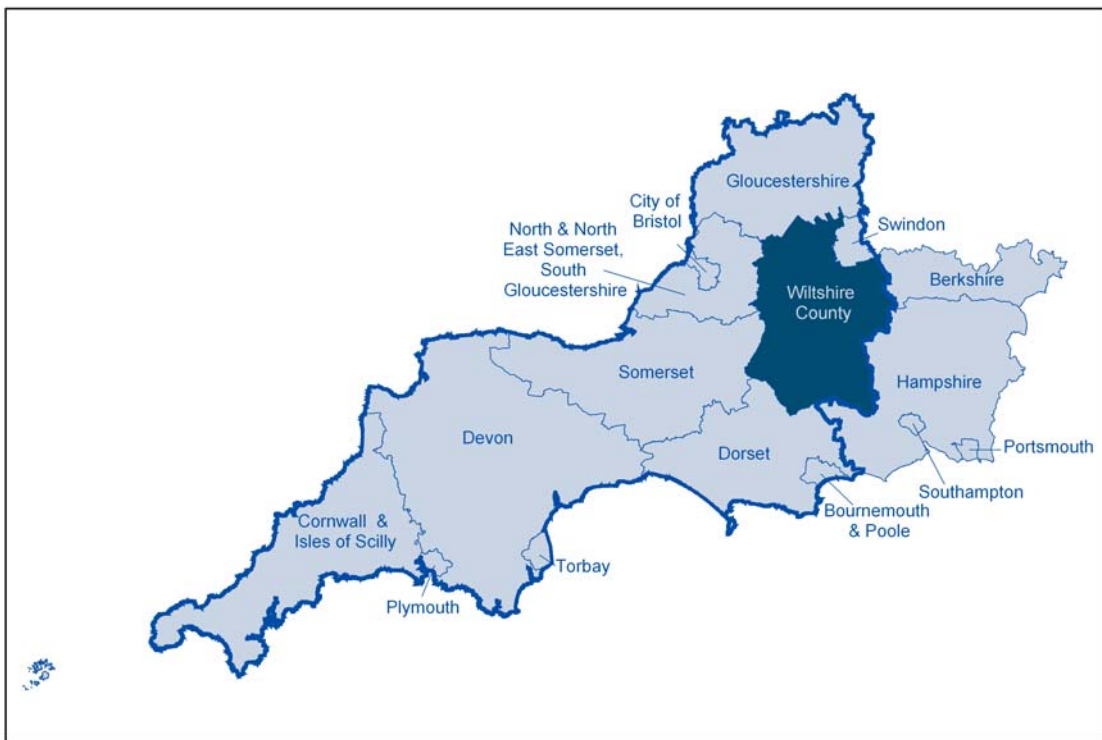 Gloucestershire
City of
Bristol
Swindon
North & North
East Somerset,
South
Gloucestershire
Berkshire
Wiltshire
County
Somerset
Hampshire
Devon
Dorset
Portsmouth
Southampton
Bournemouth
& Poole
Cornwall & 
Isles of Scilly
Torbay
Plymouth